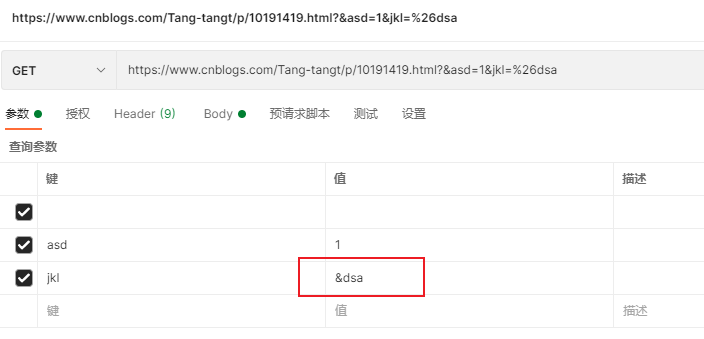 https://www.cnblogs.com/Tang-tangt/p/10191419.html?&asd=1&jkl=%26dsa
GET https://www.cnblogs.com/Tang-tangt/p/10191419.html?&asd=1&jkl=%26dsa
参数 授权 Header (9) Body 预请求脚本 测试 设置
查询参数
键 值 描述
asd 1
jkl &dsa
键 值 描述